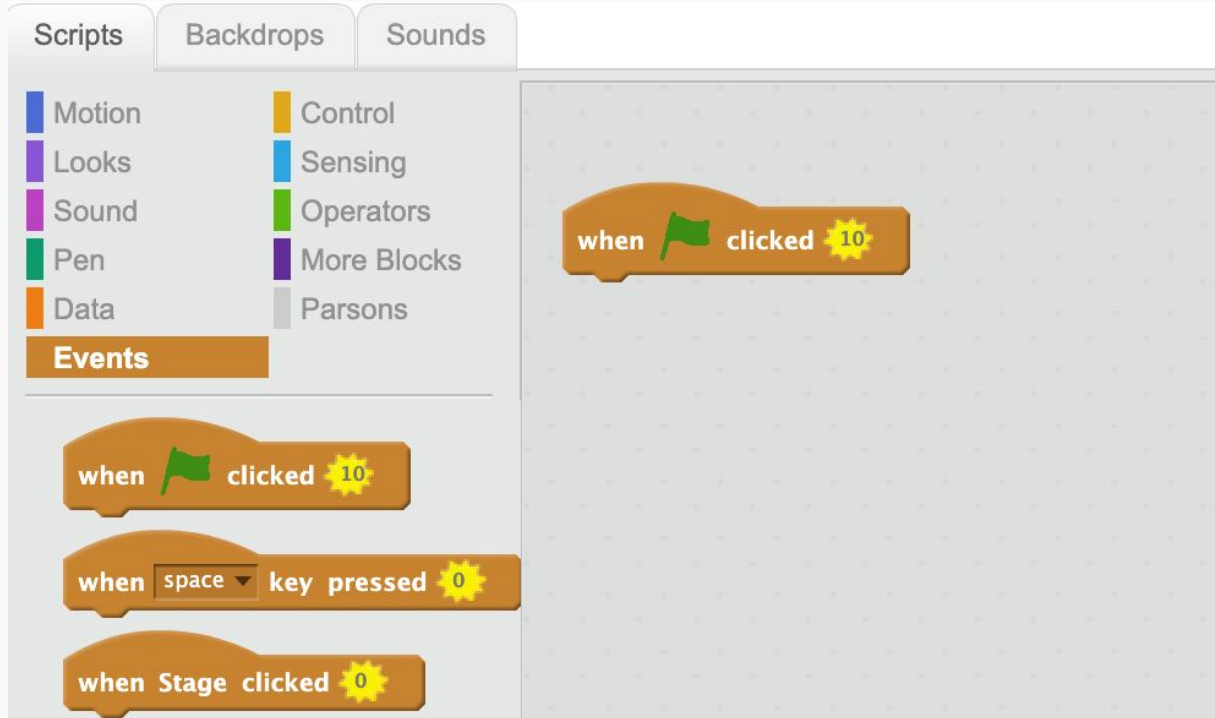 Scripts Backdrops Sounds
Motion Control
Looks Sensing
Sound Operators
Pen More Blocks
Data Parsons
Events
when clicked 10
when space key pressed 0
when Stage clicked 0
when clicked 10